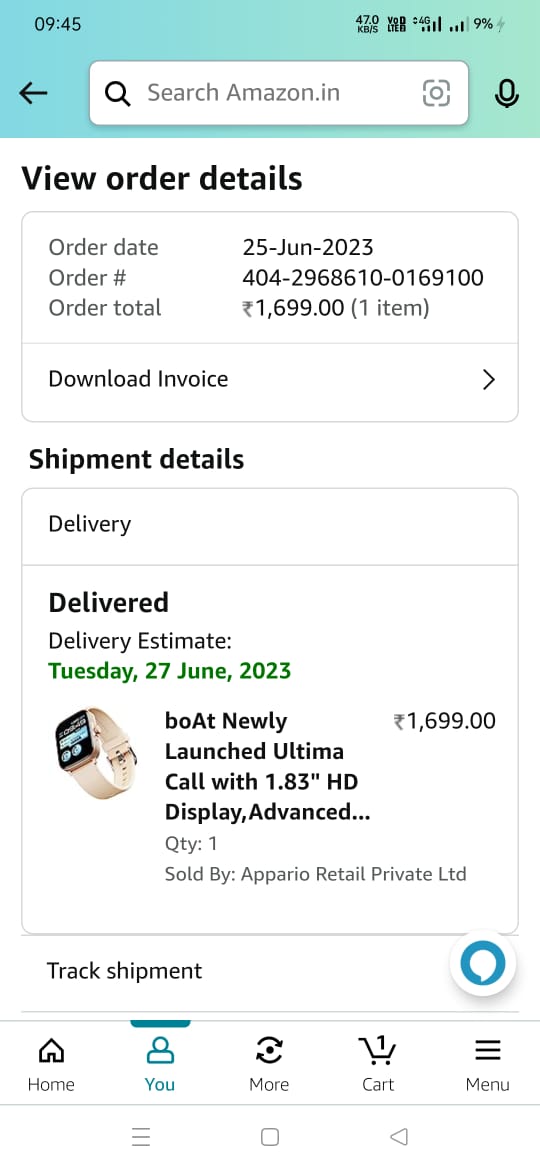 09:45
47.0 KB/S VoD LTEB 4G 9%
Search Amazon.in
View order details
Order date 25-Jun-2023
Order # 404-2968610-0169100
Order total ₹1,699.00 (1 item)
Download Invoice
Shipment details
Delivery
Delivered
Delivery Estimate:
Tuesday, 27 June, 2023
boAt Newly ₹1,699.00
Launched Ultima
Call with 1.83" HD
Display,Advanced...
Qty: 1
Sold By: Appario Retail Private Ltd
Track shipment
1
Home You More Cart Menu